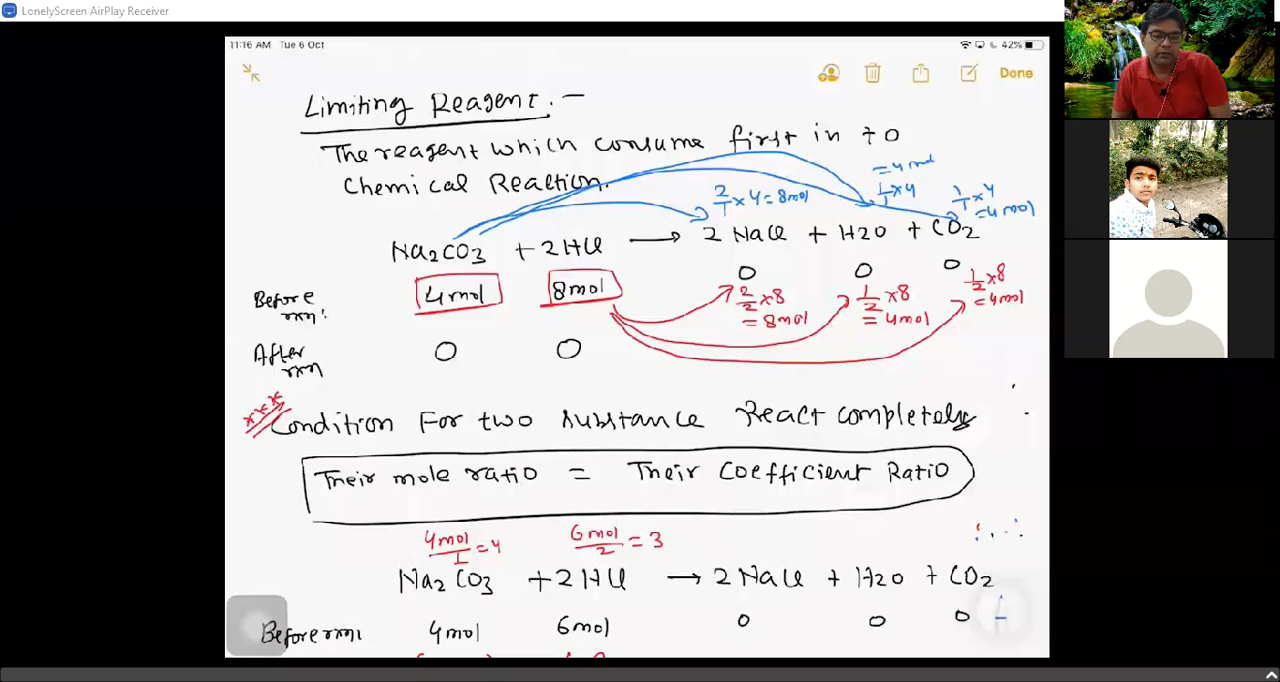 LonelyScreen AirPlay Receiver
11:16 AM Tue 6 Oct
42%
Done
Limiting Reagent. –
The reagent which consume first in to
Chemical Reaction.
= 4 mol
2/1 x 4 = 8 mol
1/1 x 4
1/1 x 4
= 4 mol
Na2CO3 + 2HCl → 2 NaCl + H2O + CO2
Before rxn: 4 mol 8 mol 0 0 0
2/2 x 8 = 8 mol
1/2 x 8 = 4 mol
1/2 x 8 = 4 mol
After rxn 0 0
xxx
Condition For two substance React completely
Their mole ratio = Their Coefficient Ratio
4 mol/1 = 4 6 mol/2 = 3
Na2CO3 + 2HCl → 2 NaCl + H2O + CO2
Before rxn: 4 mol 6 mol 0 0 0